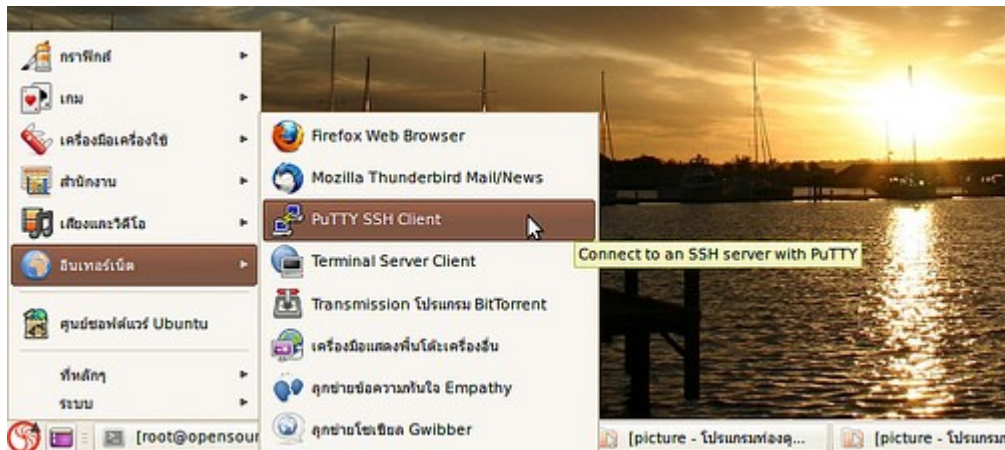 กราฟิกส์
เกม
เครื่องมือเครื่องใช้
สำนักงาน
เสียงและวิดีโอ
อินเทอร์เน็ต
ศูนย์ซอฟต์แวร์ Ubuntu
ที่หลักๆ
ระบบ
Firefox Web Browser
Mozilla Thunderbird Mail/News
PuTTY SSH Client
Connect to an SSH server with PuTTY
Terminal Server Client
Transmission โปรแกรม BitTorrent
เครื่องมือแสดงพื้นโต๊ะเครื่องอื่น
ลูกข่ายข้อความทันใจ Empathy
ลูกข่ายโซเชียล Gwibber
[root@opensour
[picture - โปรแกรมท่องดู...
[picture - โปรแกรมท